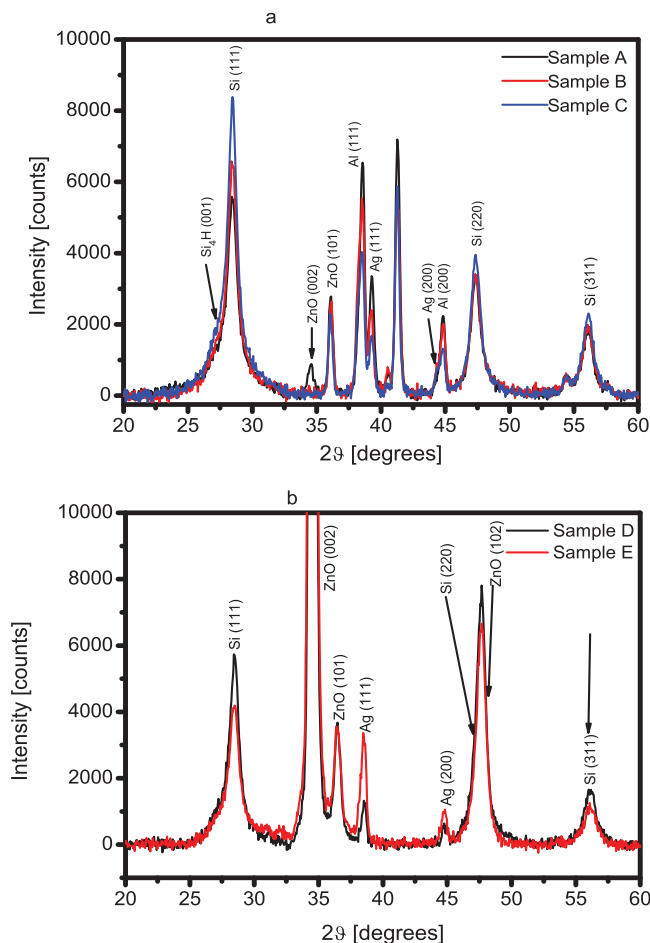 a
10000
8000
6000
4000
2000
0
Intensity [counts]
Sample A
Sample B
Sample C
Si₄H (001)
Si (111)
ZnO (002)
ZnO (101)
Al (111)
Ag (111)
Ag (200)
Al (200)
Si (220)
Si (311)
20 25 30 35 40 45 50 55 60
2ϑ [degrees]
b
10000
8000
6000
4000
2000
0
Intensity [counts]
Sample D
Sample E
Si (111)
ZnO (002)
ZnO (101)
Ag (111)
Ag (200)
Si (220)
ZnO (102)
Si (311)
20 25 30 35 40 45 50 55 60
2ϑ [degrees]